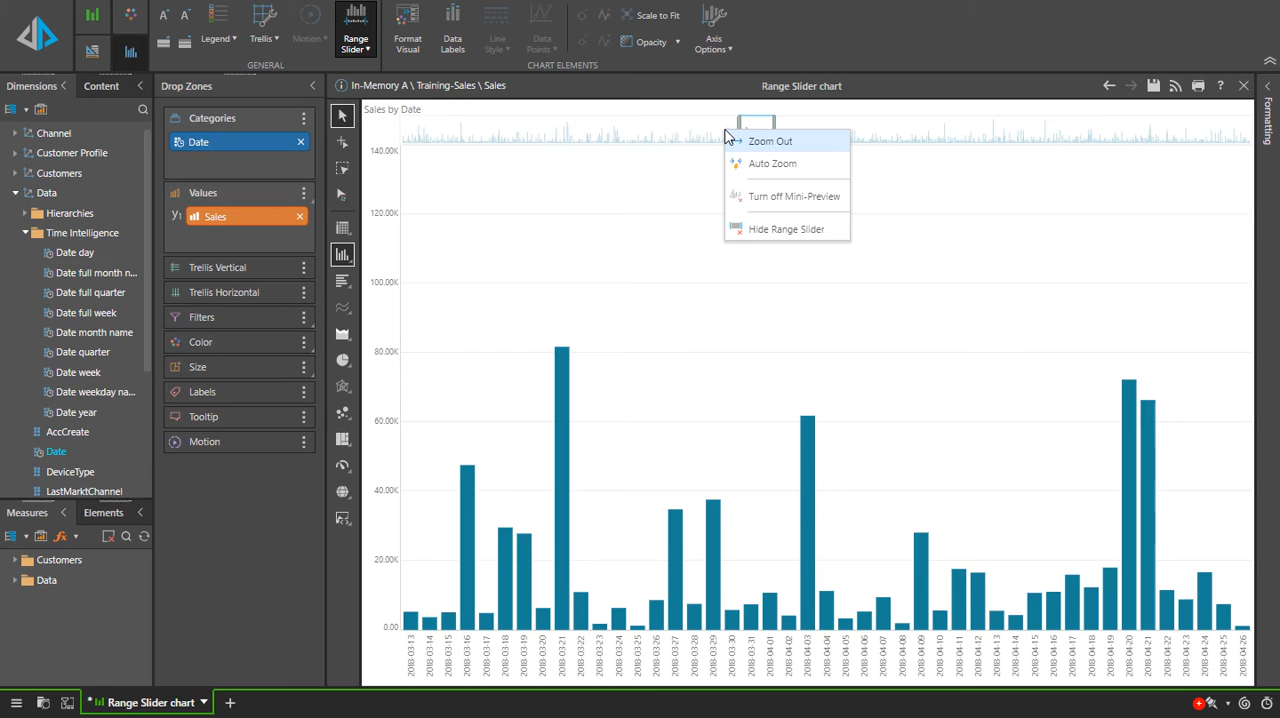 Legend
Trellis
Motion
Range
Slider
GENERAL
Format
Visual
Data
Labels
Line
Style
Data
Points
Scale to Fit
Opacity
Axis
Options
CHART ELEMENTS
Dimensions
Content
Drop Zones
In-Memory A \ Training-Sales \ Sales
Range Slider chart
Formatting
Channel
Customer Profile
Customers
Data
Hierarchies
Time Intelligence
Date day
Date full month n...
Date full quarter
Date full week
Date month name
Date quarter
Date week
Date weekday na...
Date year
AccCreate
Date
DeviceType
LastMarktChannel
Measures
Elements
Customers
Data
Categories
Date
Values
y1
Sales
Trellis Vertical
Trellis Horizontal
Filters
Color
Size
Labels
Tooltip
Motion
Sales by Date
Zoom Out
Auto Zoom
Turn off Mini-Preview
Hide Range Slider
140.00K
120.00K
100.00K
80.00K
60.00K
40.00K
20.00K
0.00
2018.03.13
2018.03.14
2018.03.15
2018.03.16
2018.03.17
2018.03.18
2018.03.19
2018.03.20
2018.03.21
2018.03.22
2018.03.23
2018.03.24
2018.03.25
2018.03.26
2018.03.27
2018.03.28
2018.03.29
2018.03.30
2018.03.31
2018.04.01
2018.04.02
2018.04.03
2018.04.04
2018.04.05
2018.04.06
2018.04.07
2018.04.08
2018.04.09
2018.04.10
2018.04.11
2018.04.12
2018.04.13
2018.04.14
2018.04.15
2018.04.16
2018.04.17
2018.04.18
2018.04.19
2018.04.20
2018.04.21
2018.04.22
2018.04.23
2018.04.24
2018.04.25
2018.04.26
* Range Slider chart